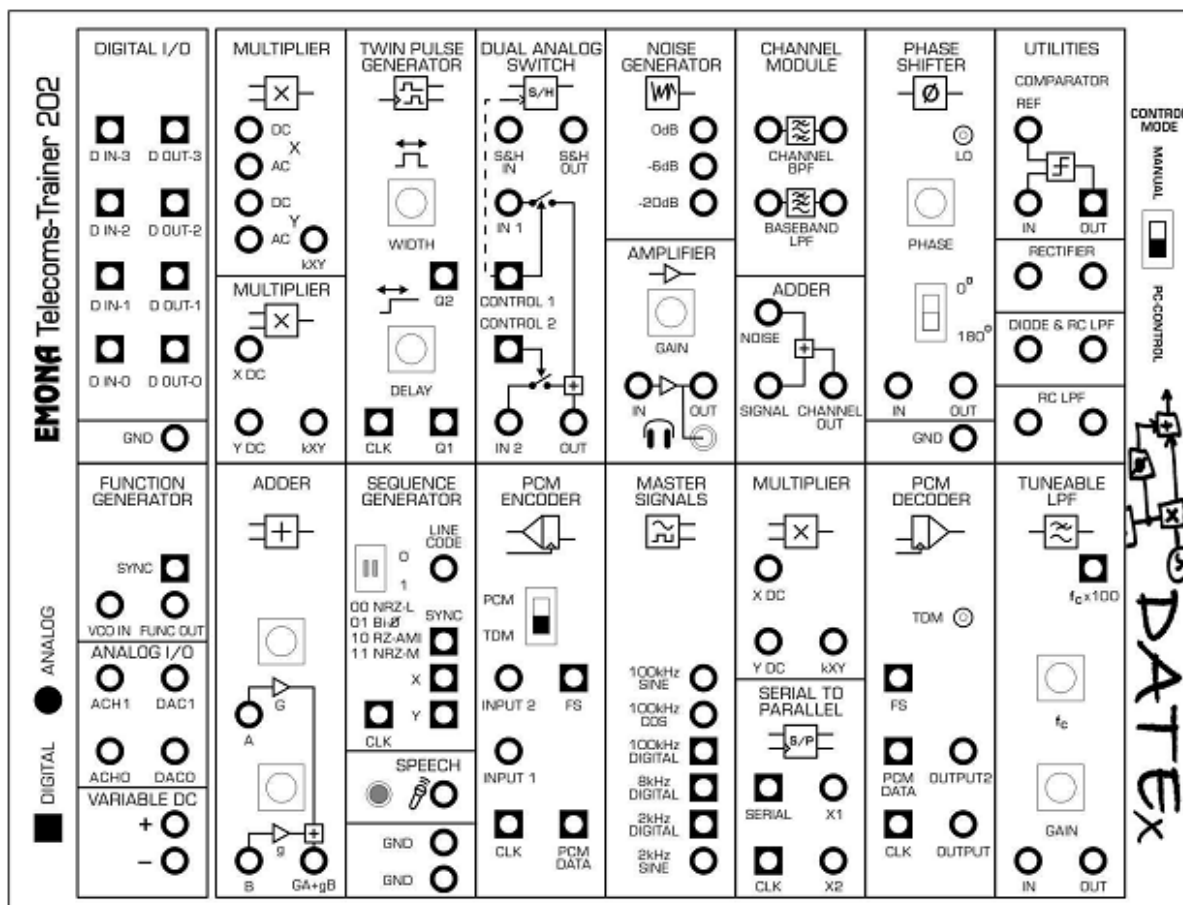 EMONA Telecoms-Trainer 202
DIGITAL
ANALOG
DIGITAL I/O
D IN-3
D OUT-3
D IN-2
D OUT-2
D IN-1
D OUT-1
D IN-0
D OUT-0
GND
MULTIPLIER
X
DC
X
AC
DC
Y
AC
kXY
MULTIPLIER
X
X DC
Y DC
kXY
TWIN PULSE
GENERATOR
WIDTH
Q2
DELAY
CLK
Q1
DUAL ANALOG
SWITCH
S/H
S&H
IN
S&H
OUT
IN 1
CONTROL 1
CONTROL 2
+
IN 2
OUT
NOISE
GENERATOR
0dB
-6dB
-20dB
AMPLIFIER
GAIN
IN
OUT
CHANNEL
MODULE
CHANNEL
BPF
BASEBAND
LPF
ADDER
NOISE
+
SIGNAL
CHANNEL
OUT
PHASE
SHIFTER
Ø
LO
PHASE
0°
180°
IN
OUT
GND
UTILITIES
COMPARATOR
REF
IN
OUT
RECTIFIER
DIODE & RC LPF
RC LPF
CONTROL
MODE
MANUAL
PC-CONTROL
FUNCTION
GENERATOR
SYNC
VCO IN
FUNC OUT
ANALOG I/O
ACH1
DAC1
ACH0
DAC0
VARIABLE DC
+
−
ADDER
+
G
A
g
+
B
GA+gB
SEQUENCE
GENERATOR
LINE
CODE
0
1
00 NRZ-L
01 Bi-Ø
10 RZ-AMI
11 NRZ-M
SYNC
X
Y
CLK
SPEECH
GND
GND
PCM
ENCODER
PCM
TDM
INPUT 2
FS
INPUT 1
CLK
PCM
DATA
MASTER
SIGNALS
100kHz
SINE
100kHz
COS
100kHz
DIGITAL
8kHz
DIGITAL
2kHz
DIGITAL
2kHz
SINE
MULTIPLIER
X
X DC
Y DC
kXY
SERIAL TO
PARALLEL
S/P
SERIAL
X1
CLK
X2
PCM
DECODER
TDM
FS
PCM
DATA
OUTPUT2
CLK
OUTPUT
TUNEABLE
LPF
fc x100
fc
GAIN
IN
OUT
+
X
DATEx